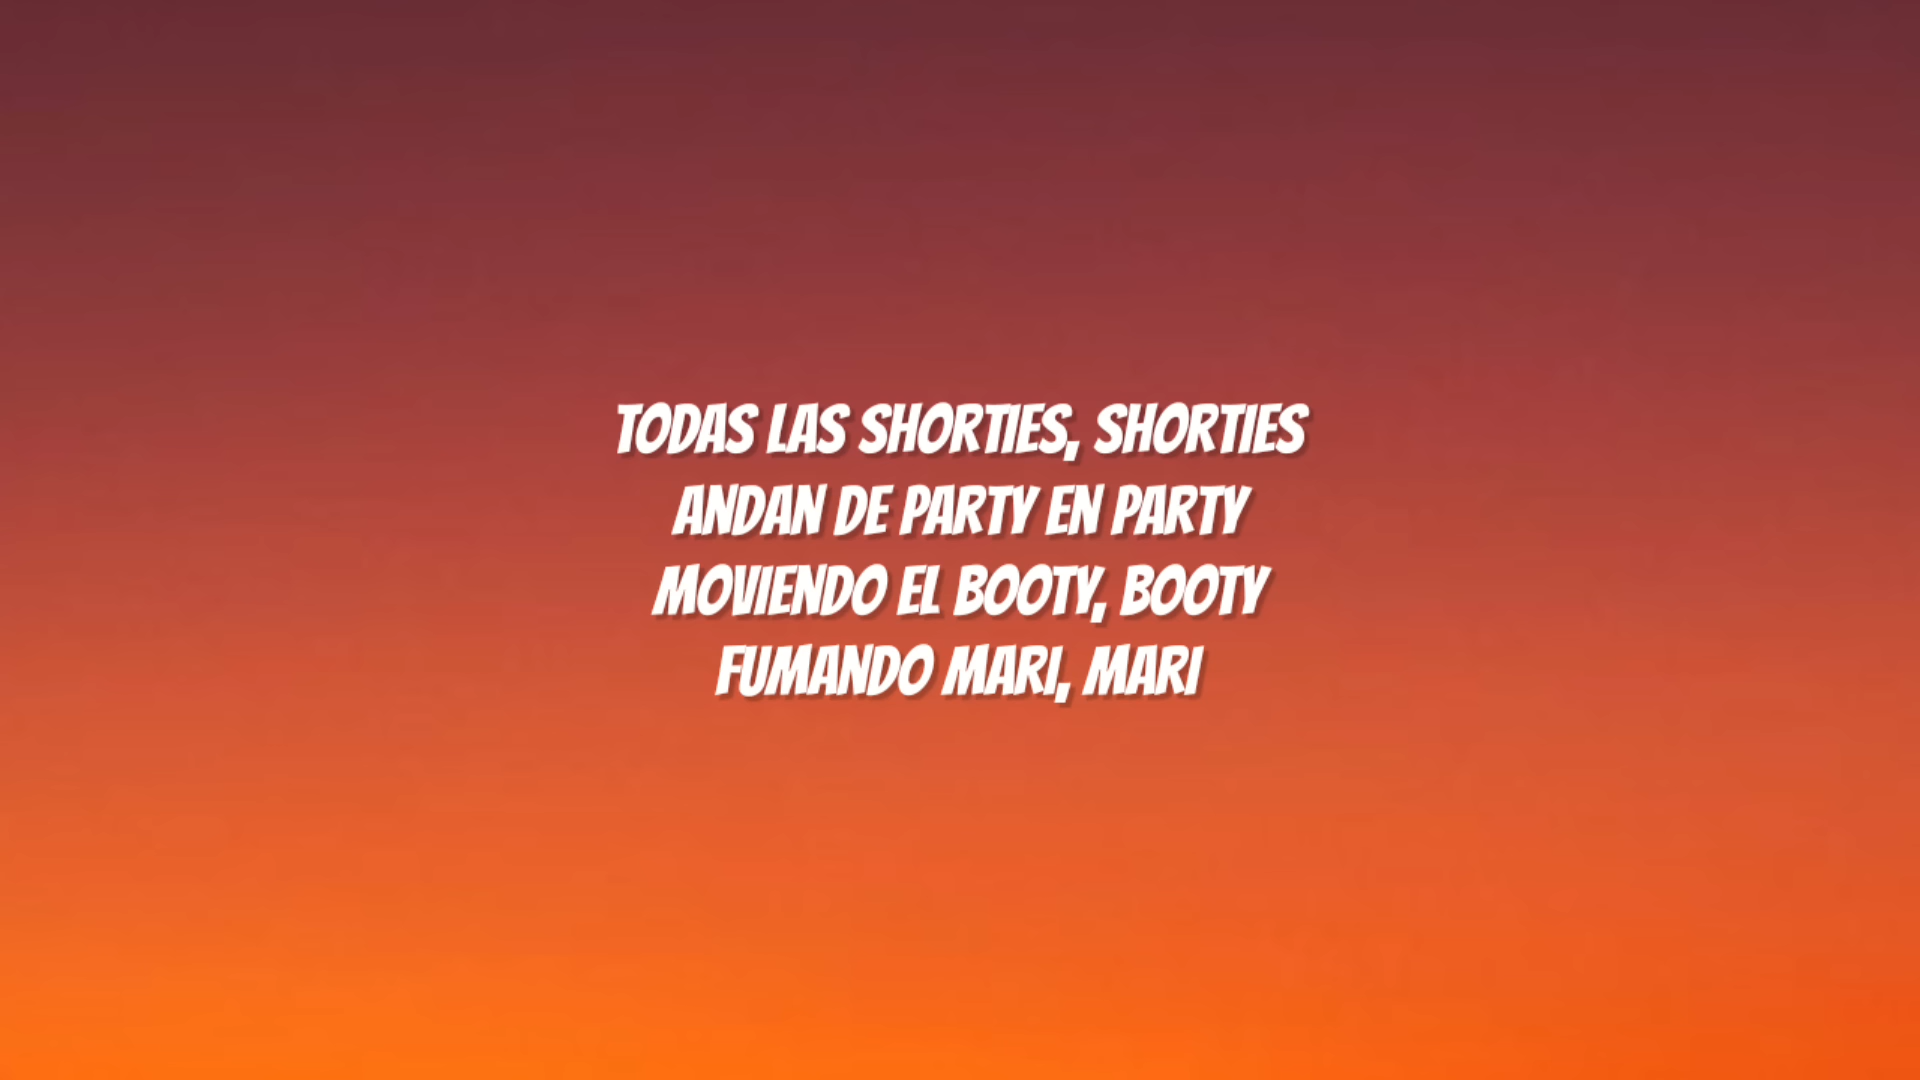 TODAS LAS SHORTIES, SHORTIES
ANDAN DE PARTY EN PARTY
MOVIENDO EL BOOTY, BOOTY
FUMANDO MARI, MARI